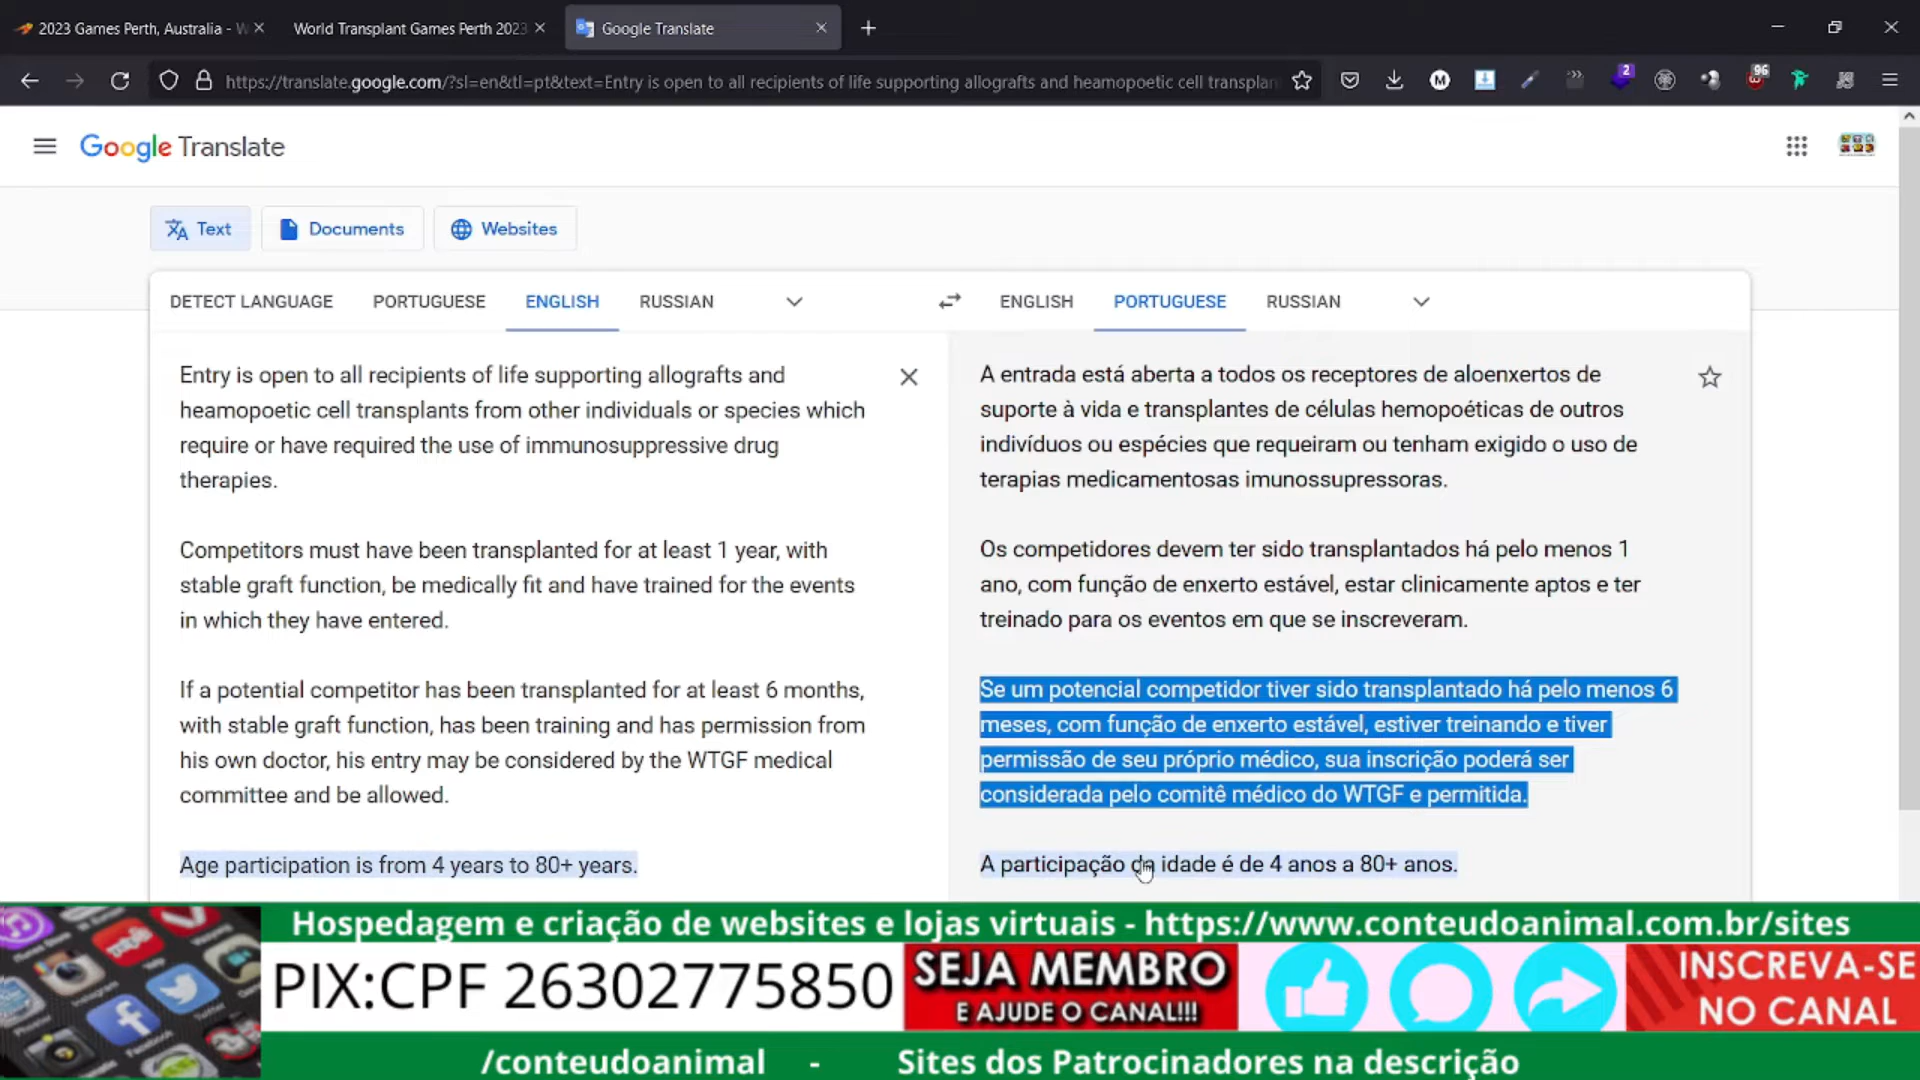 2023 Games Perth, Australia - W
World Transplant Games Perth 2023
Google Translate
https://translate.google.com/?sl=en&tl=pt&text=Entry is open to all recipients of life supporting allografts and heamopoetic cell transplan
2
96
Google Translate
Text
Documents
Websites
DETECT LANGUAGE
PORTUGUESE
ENGLISH
RUSSIAN
ENGLISH
PORTUGUESE
RUSSIAN
Entry is open to all recipients of life supporting allografts and
heamopoetic cell transplants from other individuals or species which
require or have required the use of immunosuppressive drug
therapies.
Competitors must have been transplanted for at least 1 year, with
stable graft function, be medically fit and have trained for the events
in which they have entered.
If a potential competitor has been transplanted for at least 6 months,
with stable graft function, has been training and has permission from
his own doctor, his entry may be considered by the WTGF medical
committee and be allowed.
Age participation is from 4 years to 80+ years.
A entrada está aberta a todos os receptores de aloenxertos de
suporte à vida e transplantes de células hemopoéticas de outros
indivíduos ou espécies que requeiram ou tenham exigido o uso de
terapias medicamentosas imunossupressoras.
Os competidores devem ter sido transplantados há pelo menos 1
ano, com função de enxerto estável, estar clinicamente aptos e ter
treinado para os eventos em que se inscreveram.
Se um potencial competidor tiver sido transplantado há pelo menos 6
meses, com função de enxerto estável, estiver treinando e tiver
permissão de seu próprio médico, sua inscrição poderá ser
considerada pelo comitê médico do WTGF e permitida.
A participação da idade é de 4 anos a 80+ anos.
Hospedagem e criação de websites e lojas virtuais - https://www.conteudoanimal.com.br/sites
PIX:CPF 26302775850
SEJA MEMBRO
E AJUDE O CANAL!!!
INSCREVA-SE
NO CANAL
/conteudoanimal - Sites dos Patrocinadores na descrição